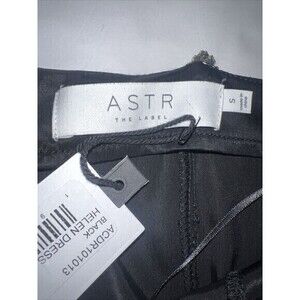 ASTR
THE LABEL
S
ACDR101013
BLACK
HELEN DRESS